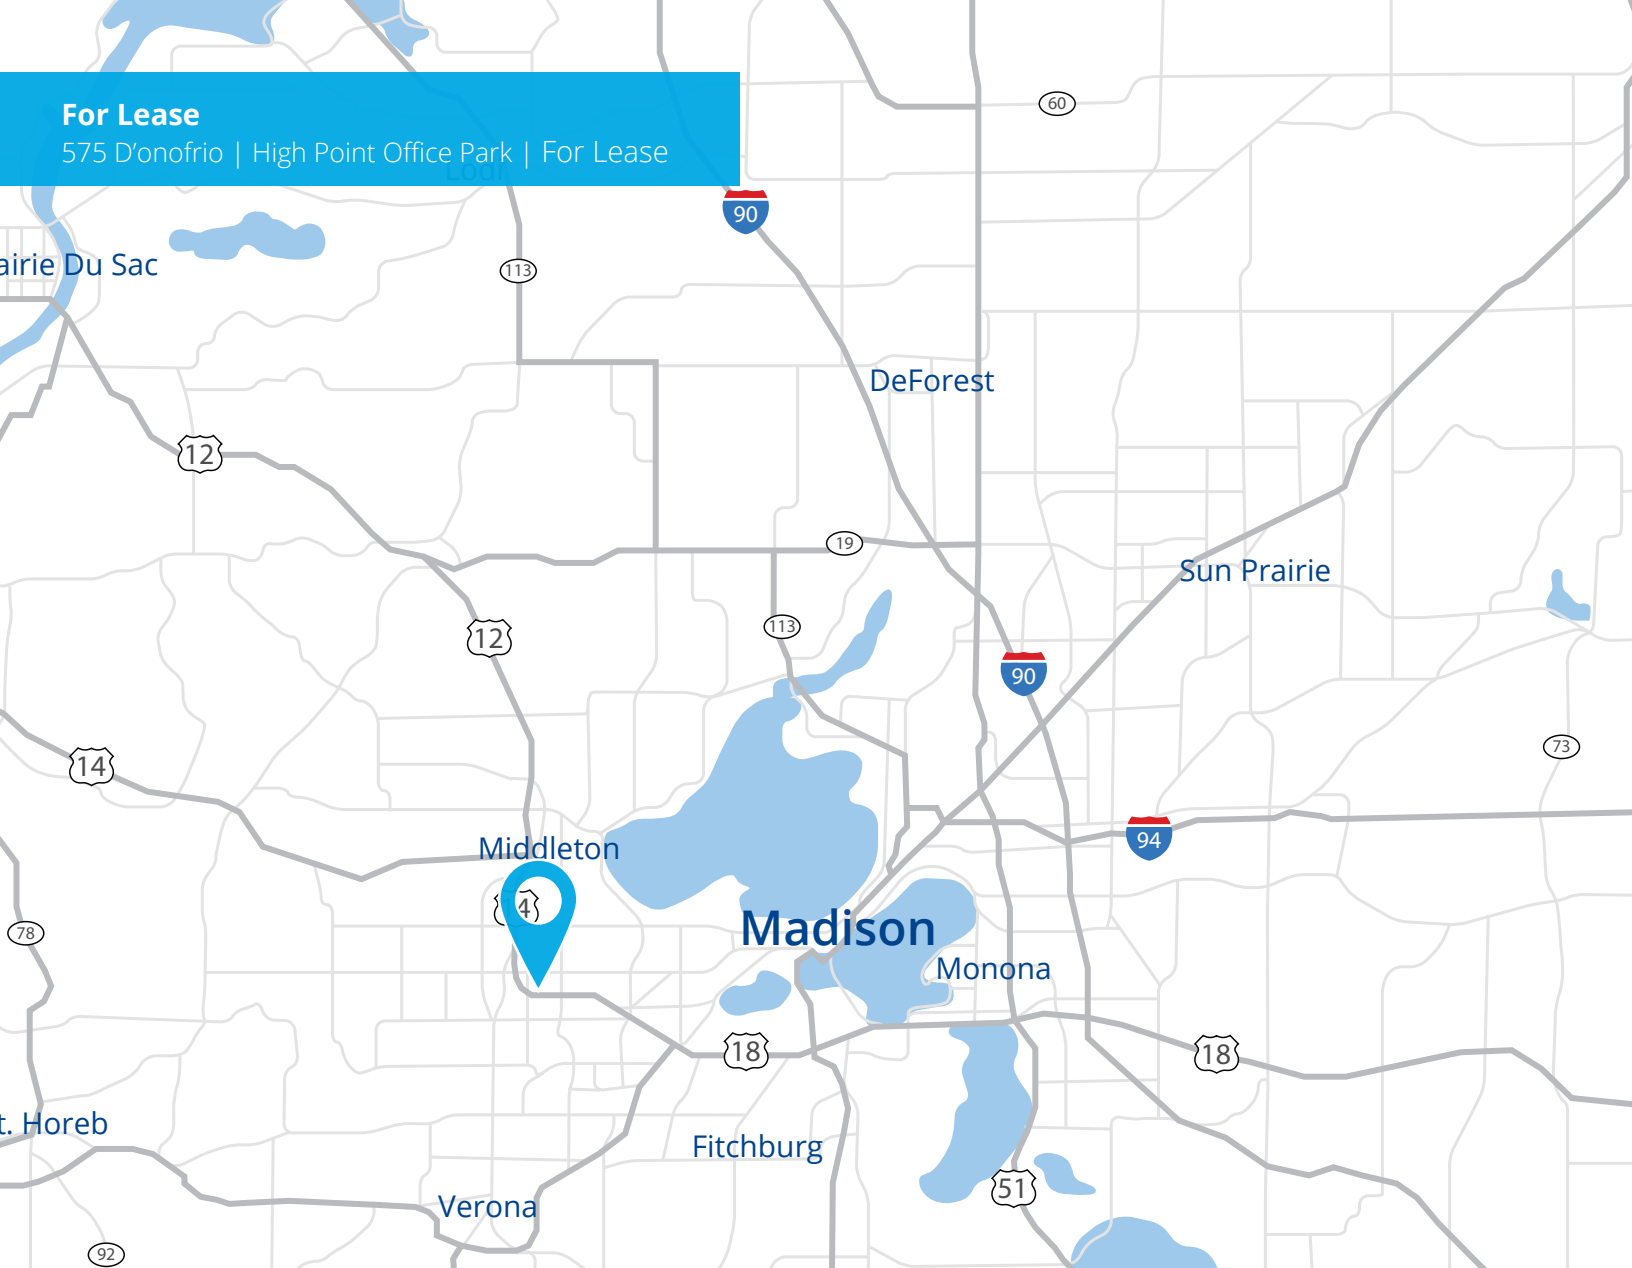 For Lease
575 D'onofrio | High Point Office Park | For Lease
Lodi
60
90
airie Du Sac
113
DeForest
12
19
Sun Prairie
113
12
90
73
14
94
Middleton
4
Madison
78
Monona
18
18
t. Horeb
Fitchburg
51
Verona
92